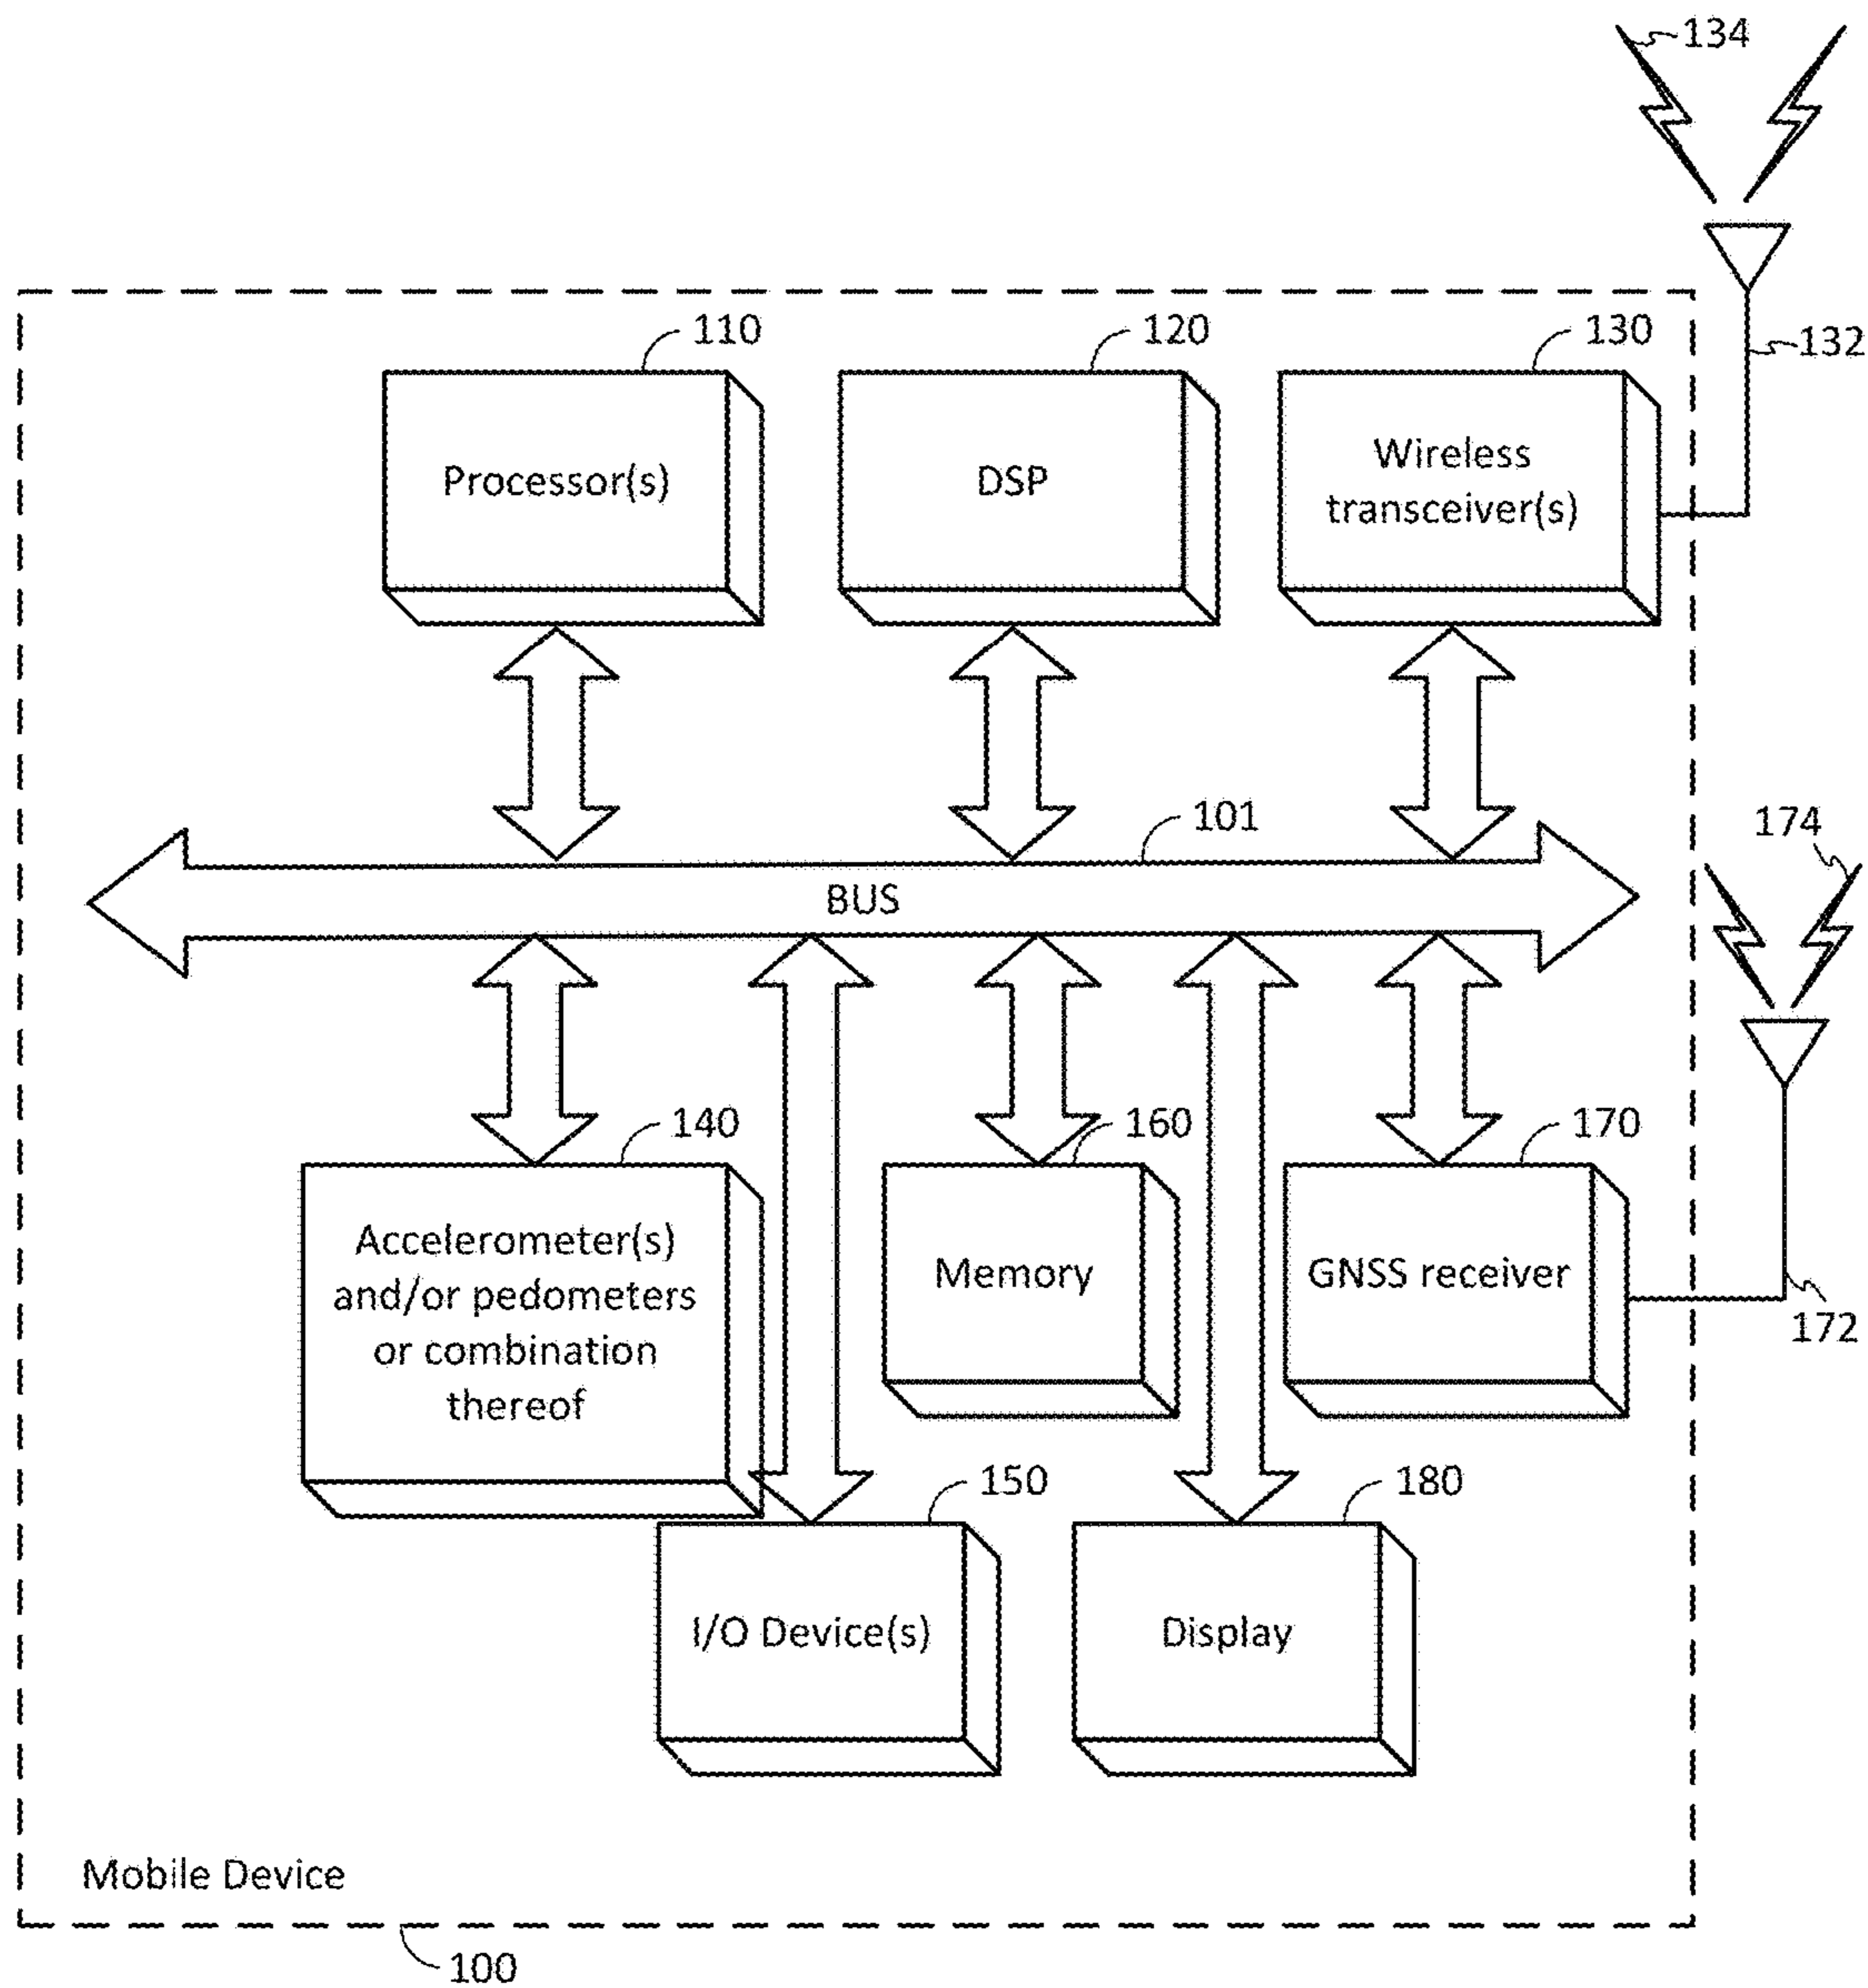 134
110
120
130
132
Processor(s)
DSP
Wireless
transceiver(s)
101
174
BUS
140
160
170
Accelerometer(s)
and/or pedometers
or combination
thereof
Memory
GNSS receiver
172
150
180
I/O Device(s)
Display
Mobile Device
100